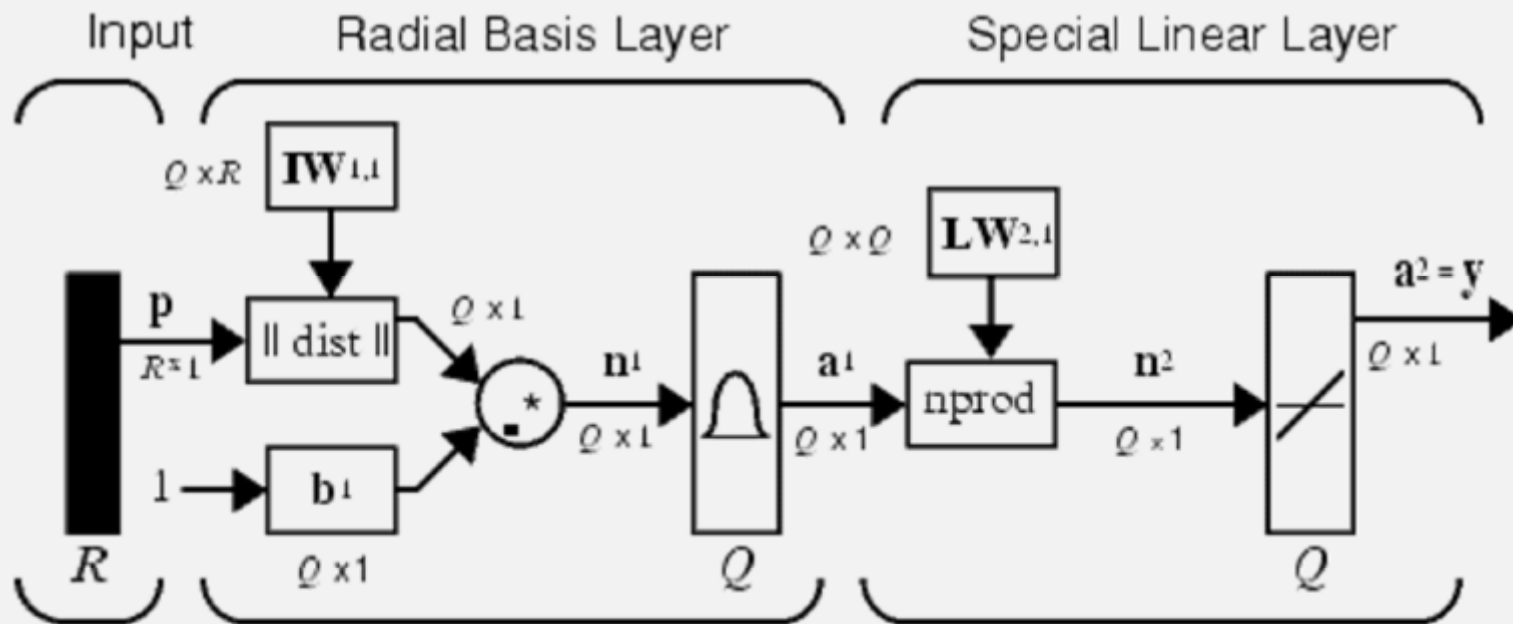 Input Radial Basis Layer Special Linear Layer
Q × R IW1,1
Q × Q LW2,1
p
R × 1
|| dist ||
Q × 1
.*
n1
Q × 1
a1
Q × 1
nprod
n2
Q × 1
a2 = y
Q × 1
1 b1
Q × 1
R Q Q